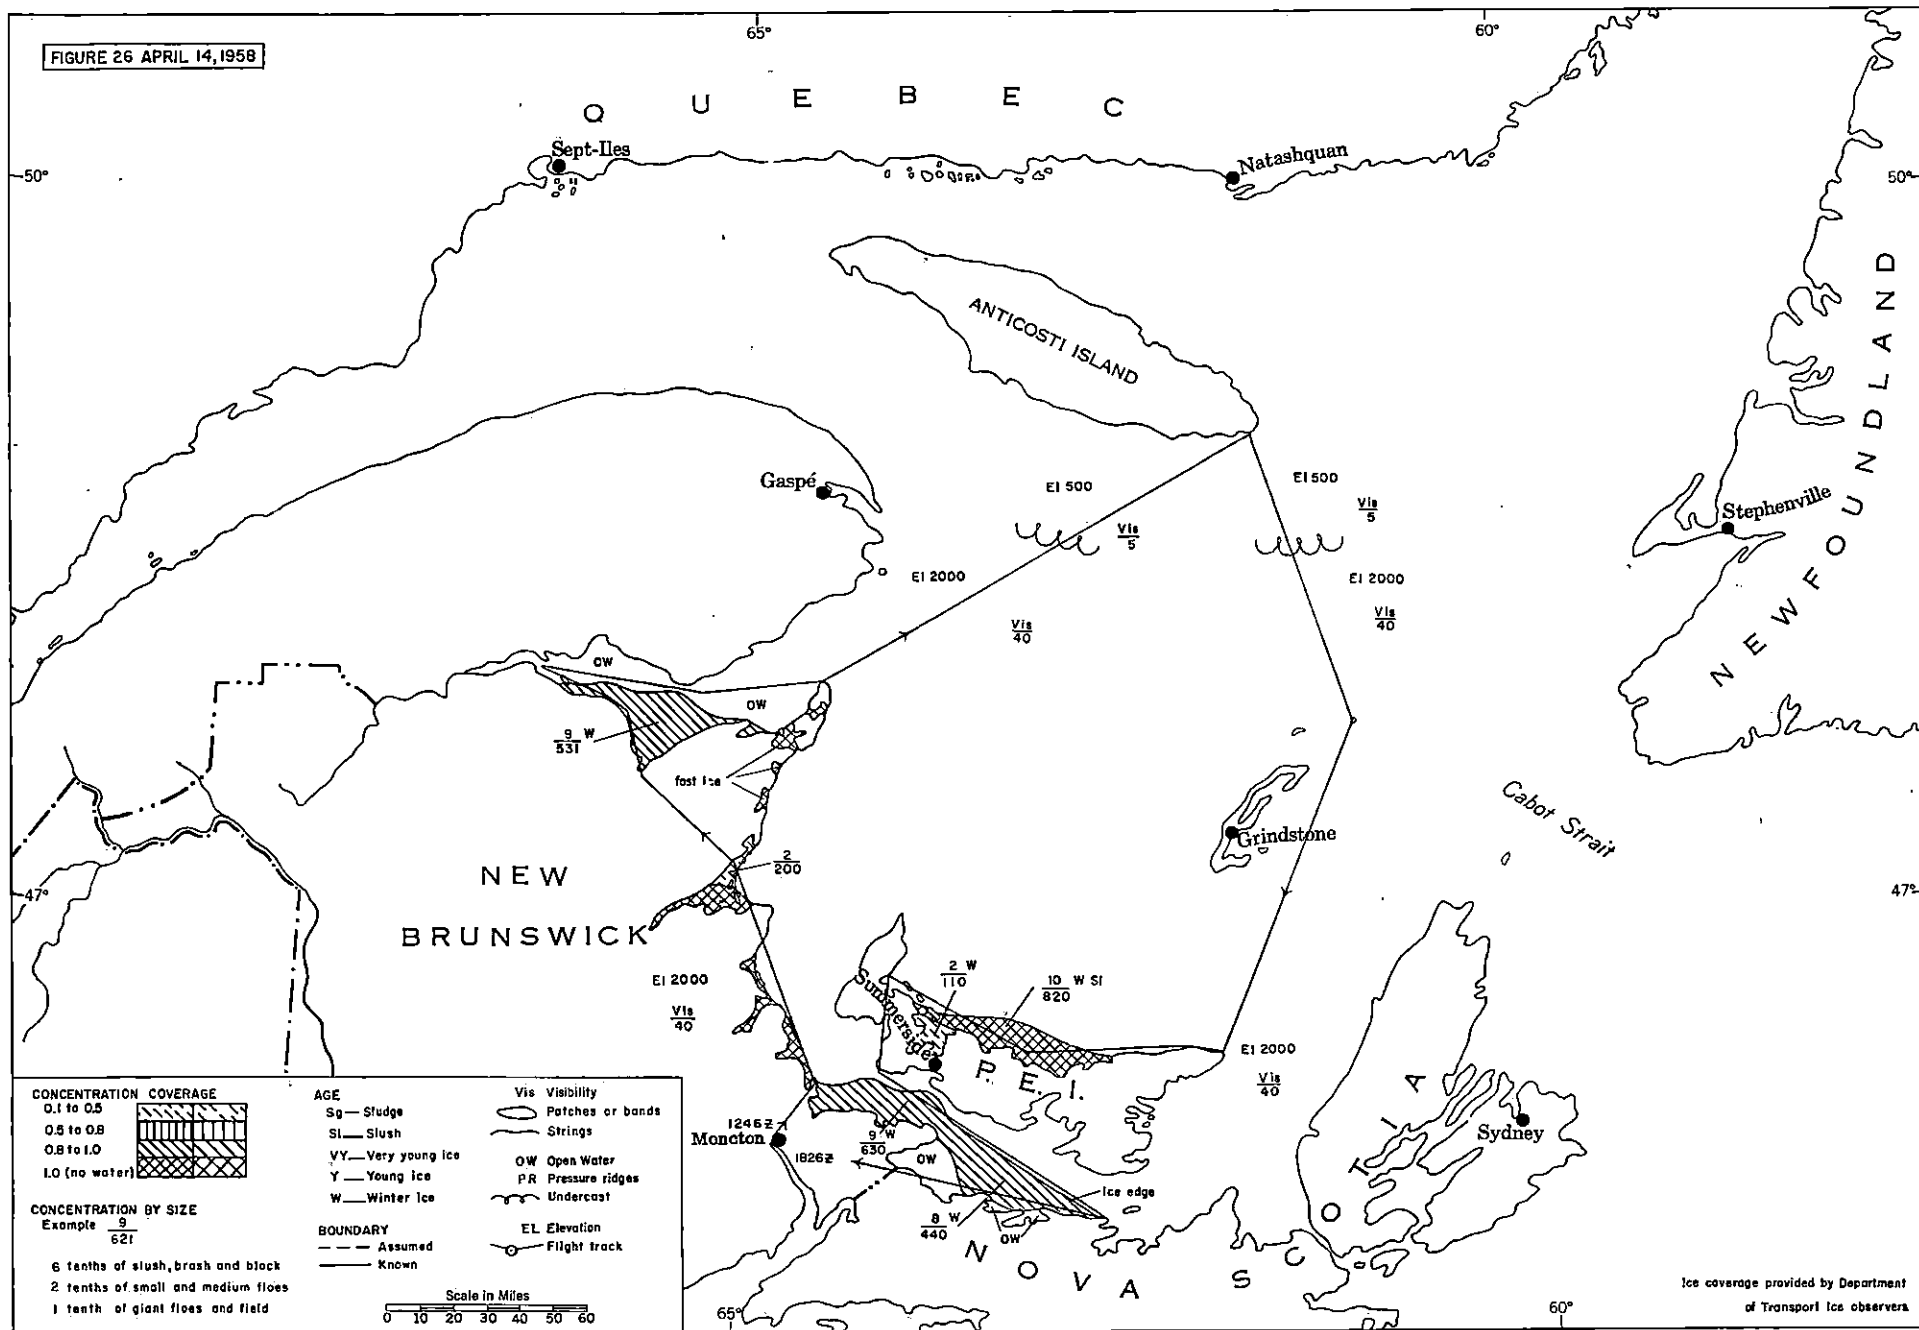 FIGURE 26 APRIL 14, 1958
65°
60°
QUEBEC
Sept-Iles
Natashquan
50°
50°
ANTICOSTI ISLAND
NEWFOUNDLAND
Gaspé
EI 500
Vis
5
EI 500
Vis
5
Stephenville
EI 2000
Vis
40
EI 2000
Vis
40
OW
OW
9 W
531
fast Ice
Cabot Strait
Grindstone
2
200
47°
47°
NEW
BRUNSWICK
EI 2000
Vis
40
Summerside
2 W
110
10 W Sl
820
P. E. I.
EI 2000
Vis
40
1246Z
Moncton
1826Z
9 W
630
OW
Ice edge
8 W
440
OW
Sydney
NOVA SCOTIA
65°
60°
CONCENTRATION COVERAGE
0.1 to 0.5
0.5 to 0.8
0.8 to 1.0
1.0 (no water)
CONCENTRATION BY SIZE
Example 9
621
6 tenths of slush, brash and block
2 tenths of small and medium floes
1 tenth of giant floes and field
AGE
Sg — Sludge
Sl — Slush
VY — Very young ice
Y — Young ice
W — Winter ice
BOUNDARY
Assumed
Known
Vis Visibility
Patches or bands
Strings
OW Open Water
PR Pressure ridges
Undercast
EL Elevation
Flight track
Scale in Miles
0 10 20 30 40 50 60
Ice coverage provided by Department
of Transport Ice observers